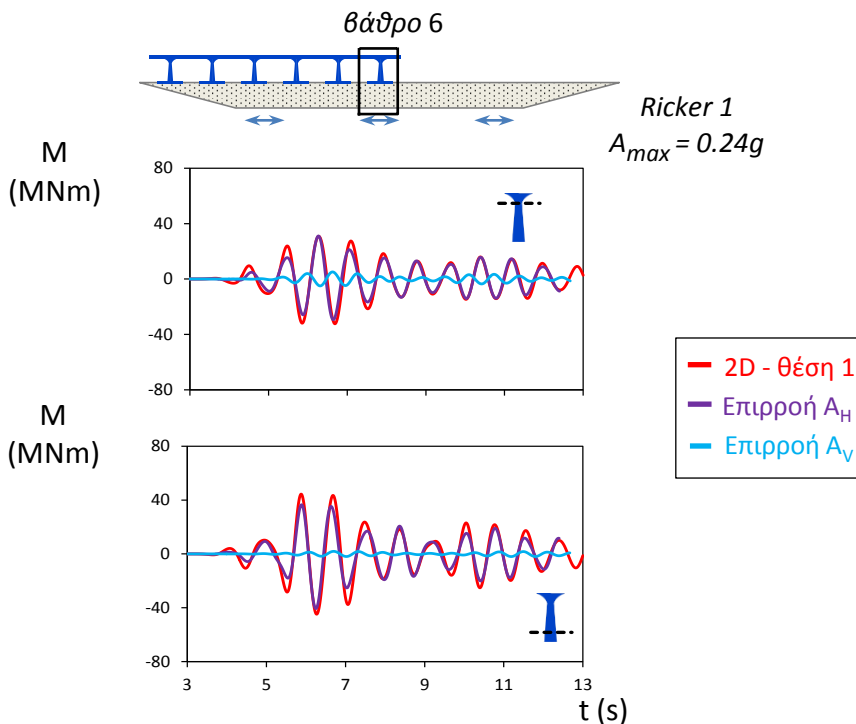 βάθρο 6
Ricker 1
A_max = 0.24g
M
(MNm)
80
40
0
-40
-80
2D - θέση 1
Επιρροή A_H
Επιρροή A_V
M
(MNm)
80
40
0
-40
-80
3 5 7 9 11 13
t (s)